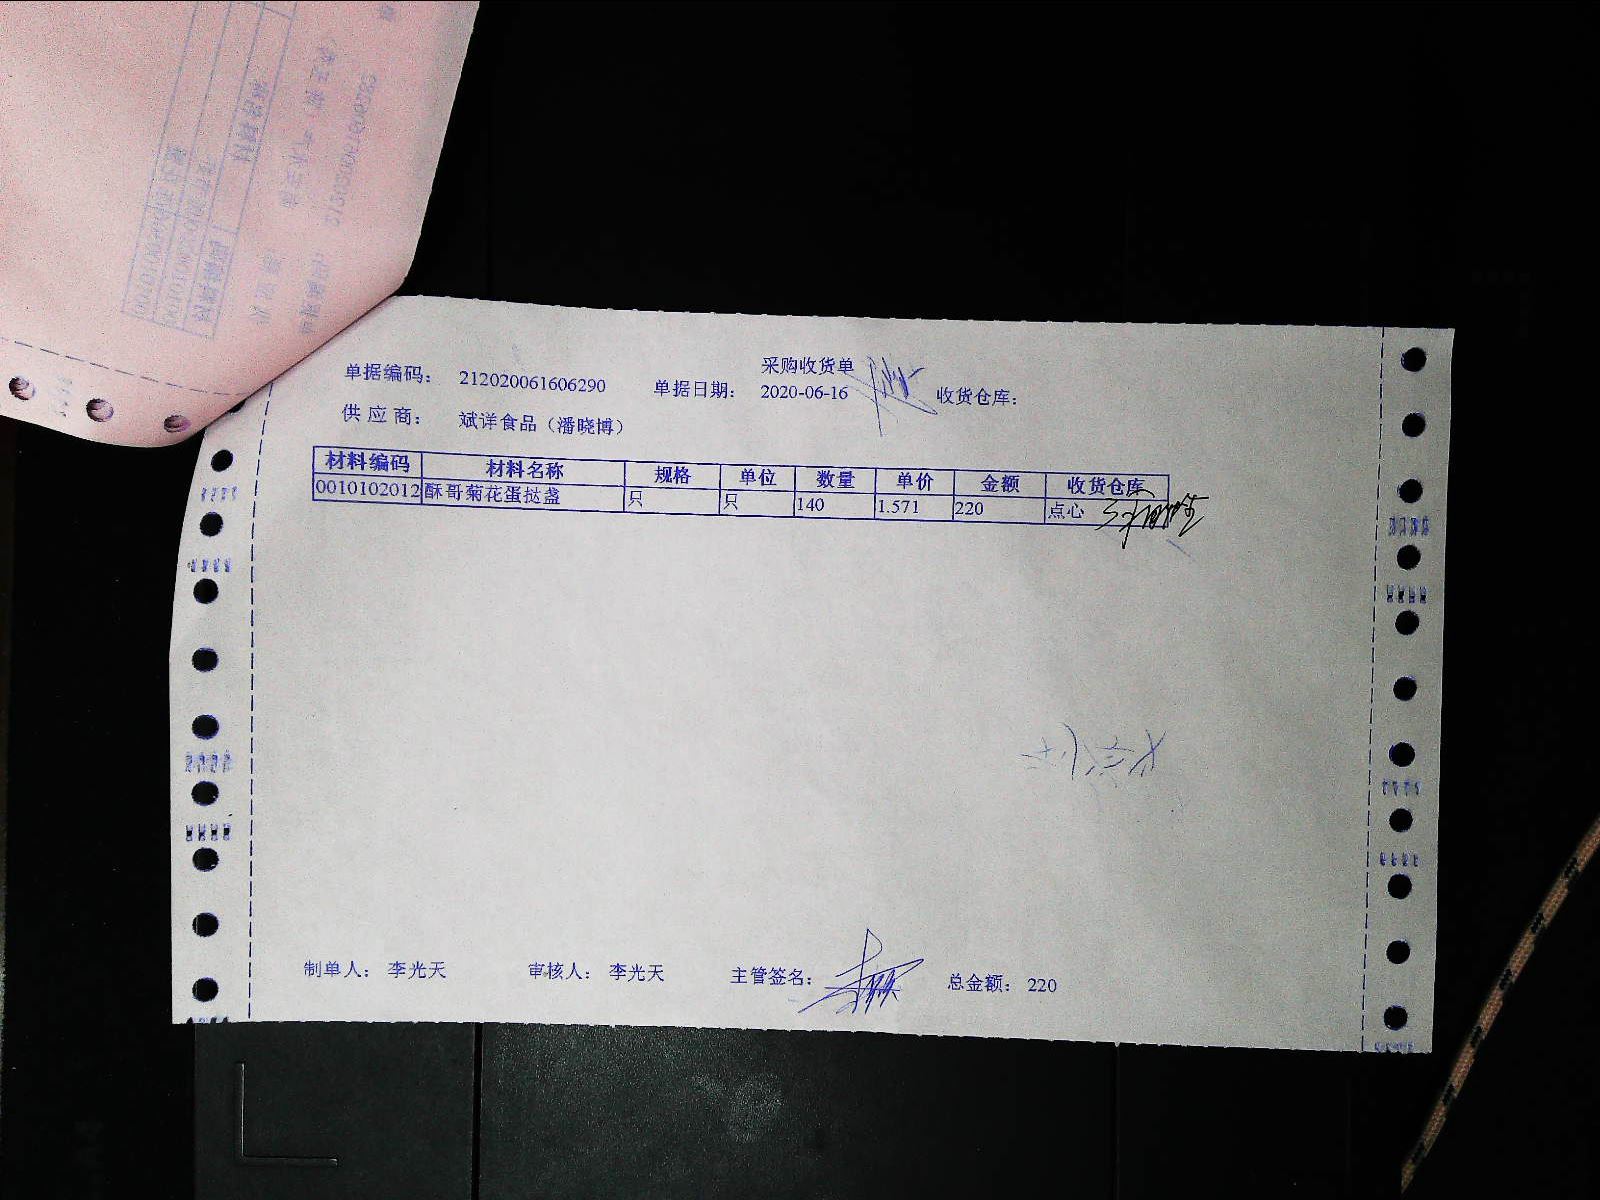 采购收货单
单据编码： 212020061606290 单据日期： 2020-06-16 收货仓库：
供应商： 斌详食品（潘晓博）
材料编码 材料名称 规格 单位 数量 单价 金额 收货仓库
0010102012 酥哥菊花蛋挞盏 只 只 140 1.571 220 点心
制单人： 李光天 审核人： 李光天 主管签名： 总金额： 220